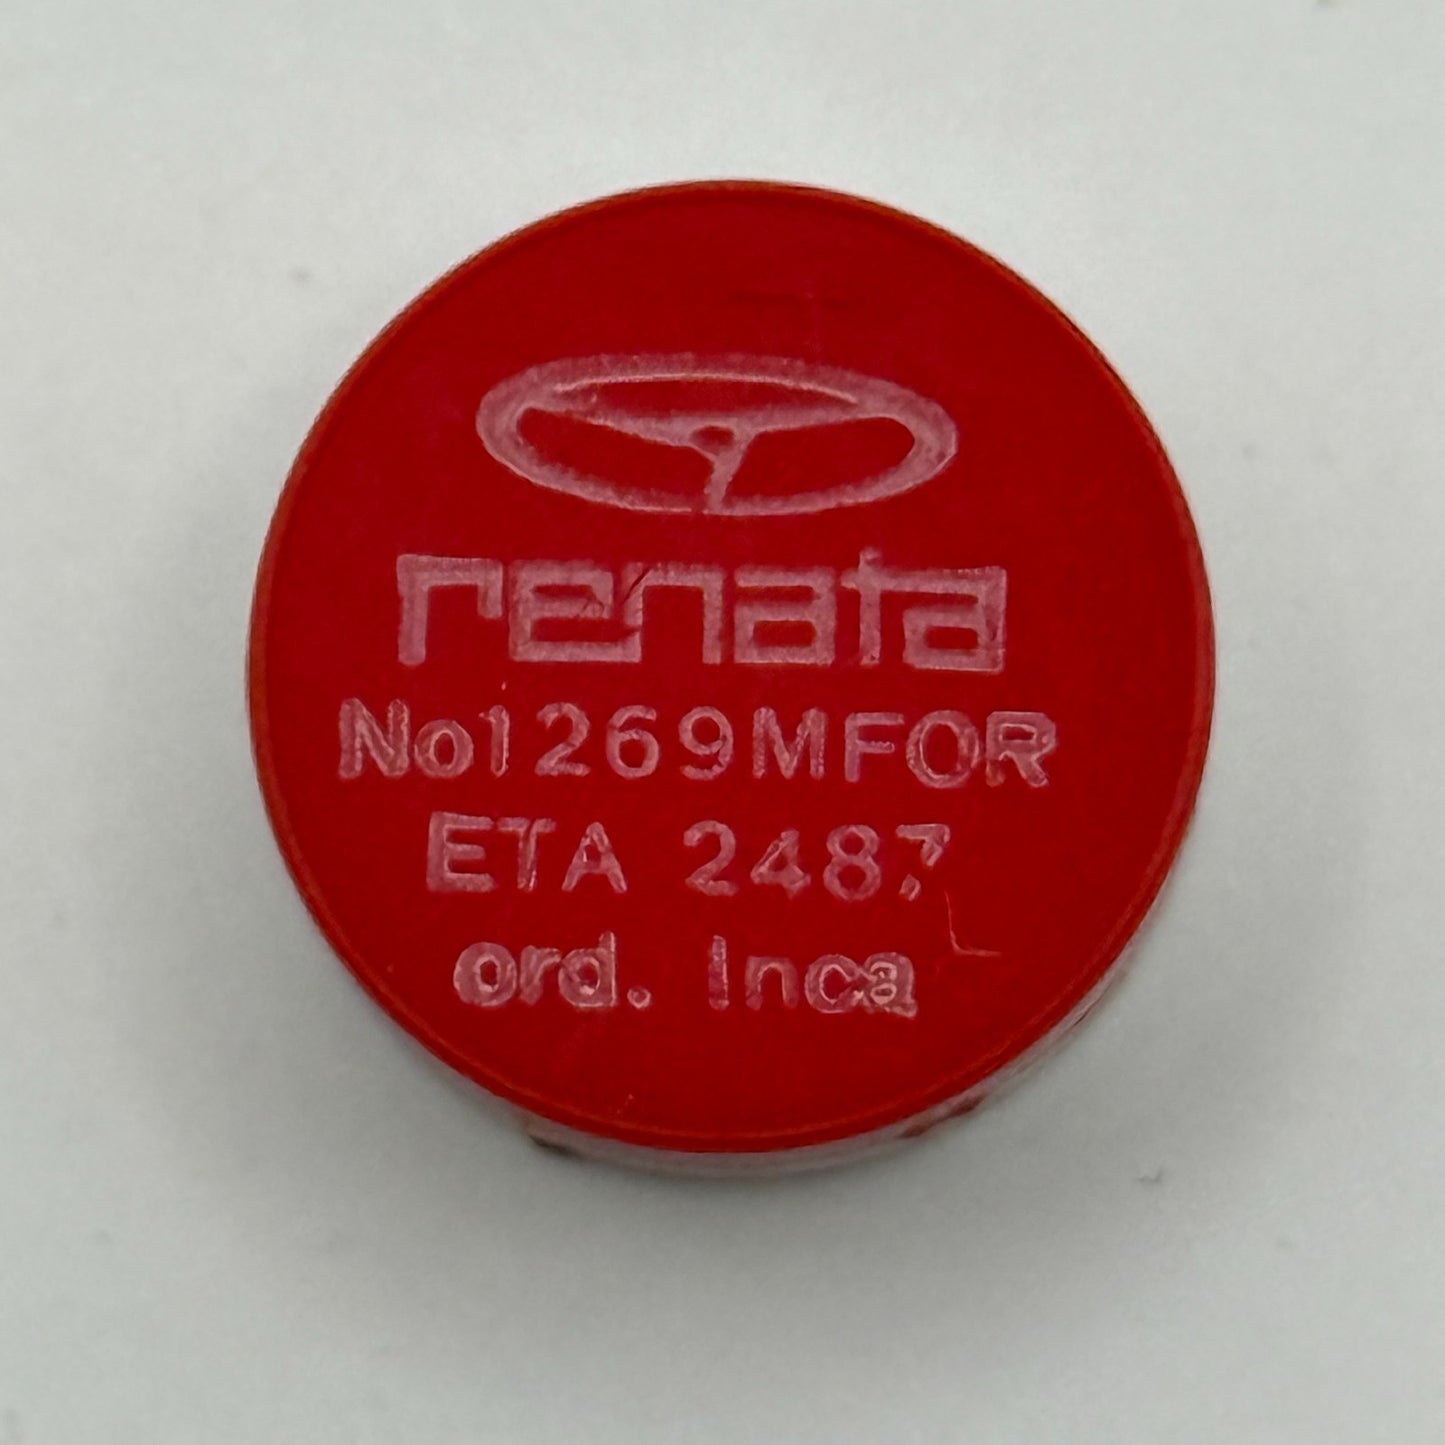 renata
No1269MFOR
ETA 2487
ord. Inca